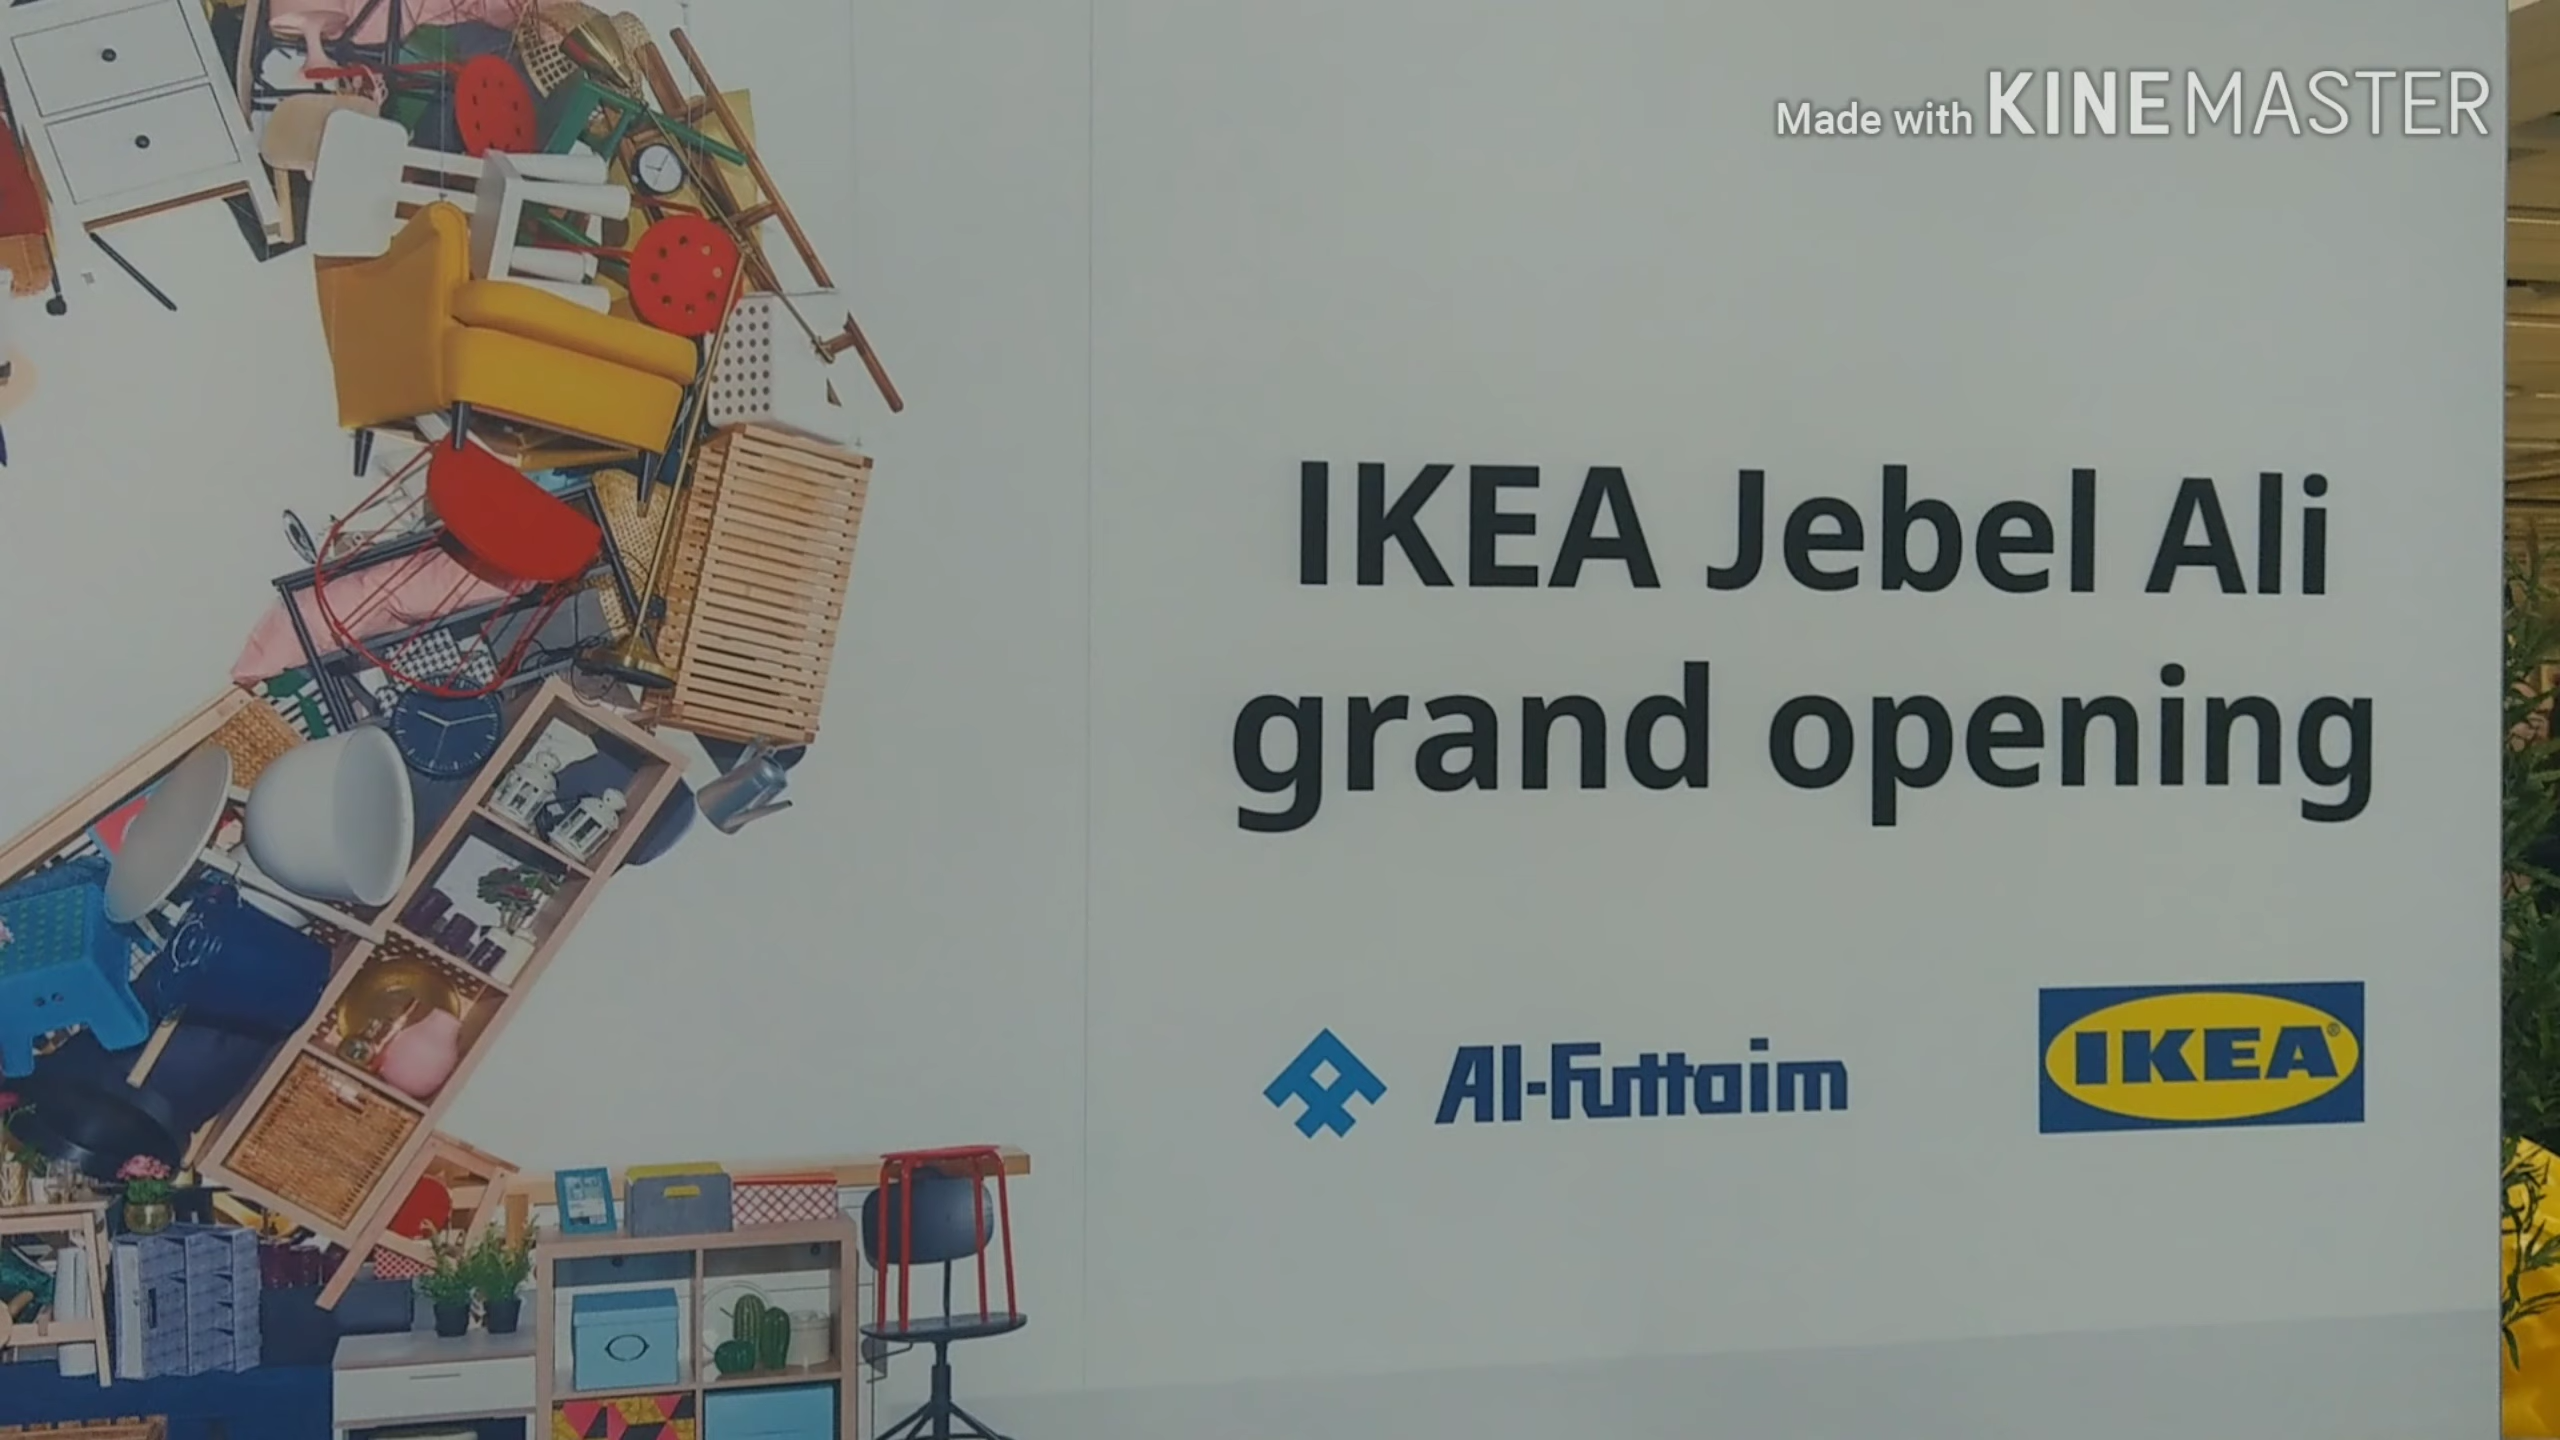 Made with KINEMASTER
IKEA Jebel Ali
grand opening
Al-Futtaim
IKEA®